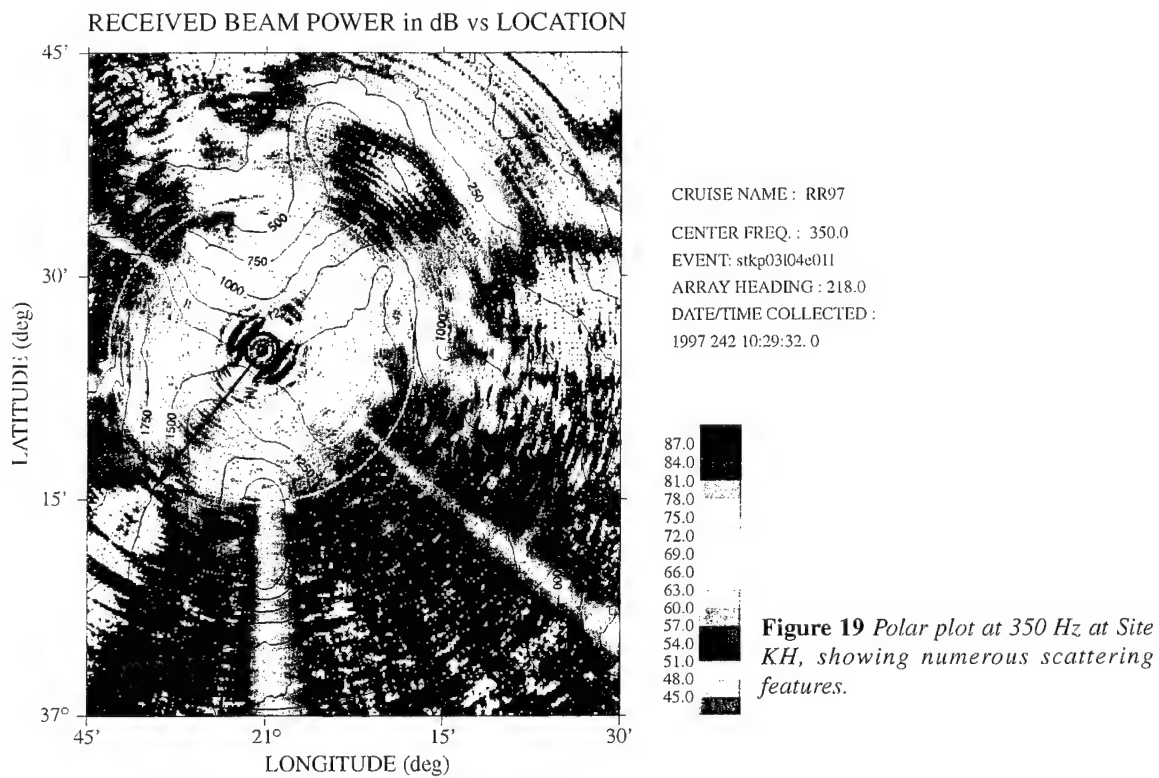 RECEIVED BEAM POWER in dB vs LOCATION
45'
30'
15'
37°
LATITUDE (deg)
45'
21°
15'
30'
LONGITUDE (deg)
250
500
500
750
1000
1000
1750
1500
1250
CRUISE NAME : RR97
CENTER FREQ. : 350.0
EVENT: stkp03l04e01l
ARRAY HEADING : 218.0
DATE/TIME COLLECTED :
1997 242 10:29:32. 0
87.0
84.0
81.0
78.0
75.0
72.0
69.0
66.0
63.0
60.0
57.0
54.0
51.0
48.0
45.0
Figure 19 Polar plot at 350 Hz at Site
KH, showing numerous scattering
features.